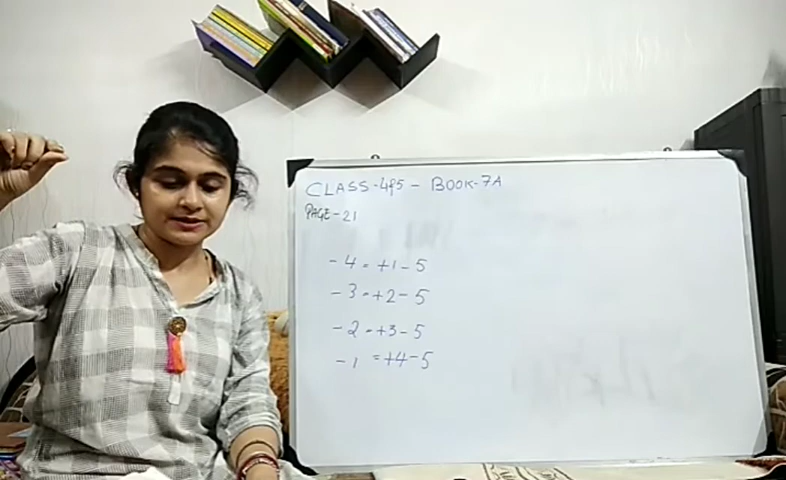 CLASS-4&5 - BOOK-7A
PAGE-21
-4 = +1-5
-3 = +2-5
-2 = +3-5
-1 = +4-5